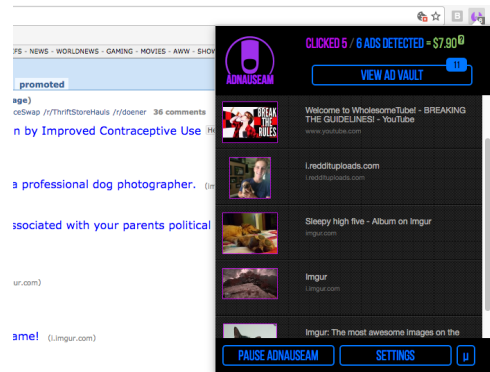 FS - NEWS - WORLDNEWS - GAMING - MOVIES - AWW - SHOW
promoted
age)
ceSwap /r/ThriftStoreHauls /r/doener 36 comments
n by Improved Contraceptive Use He
a professional dog photographer. (im
ssociated with your parents political
ur.com)
ame! (i.imgur.com)
B
ADNAUSEAM
CLICKED 5 / 6 ADS DETECTED = $7.90?
VIEW AD VAULT
11
BREAK
THE
RULES
Welcome to WholesomeTube! - BREAKING
THE GUIDELINES! - YouTube
www.youtube.com
i.reddituploads.com
i.reddituploads.com
Sleepy high five - Album on Imgur
imgur.com
Imgur
i.imgur.com
Imgur: The most awesome images on the
PAUSE ADNAUSEAM
SETTINGS
µ